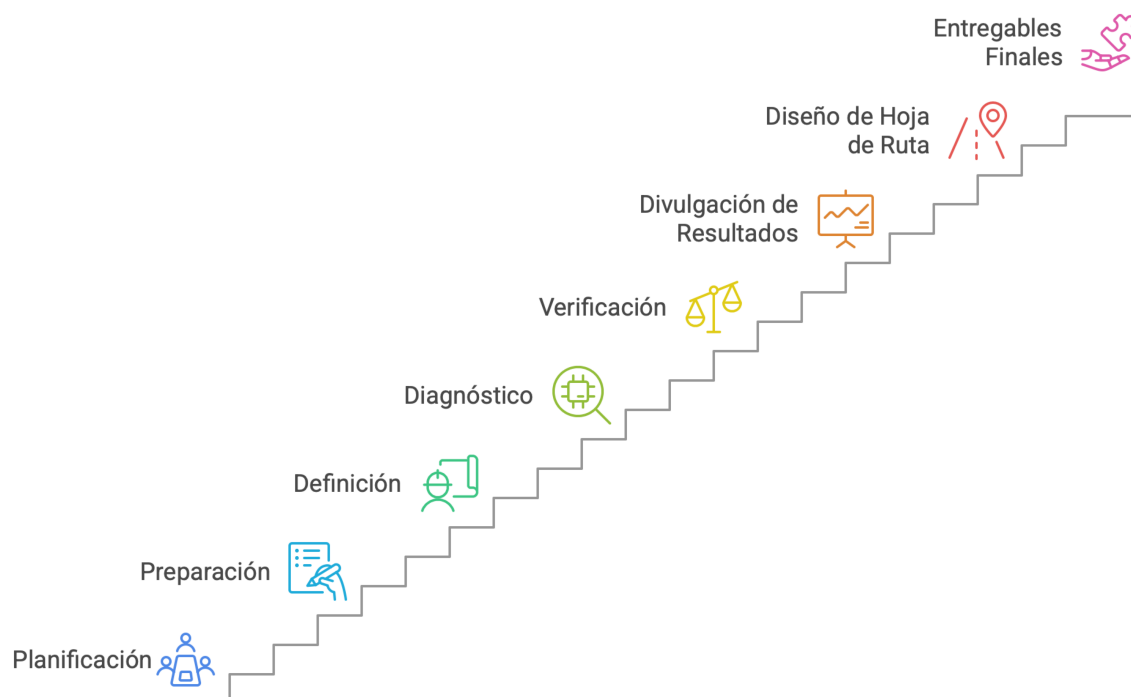 Entregables
Finales
Diseño de Hoja
de Ruta
Divulgación de
Resultados
Verificación
Diagnóstico
Definición
Preparación
Planificación